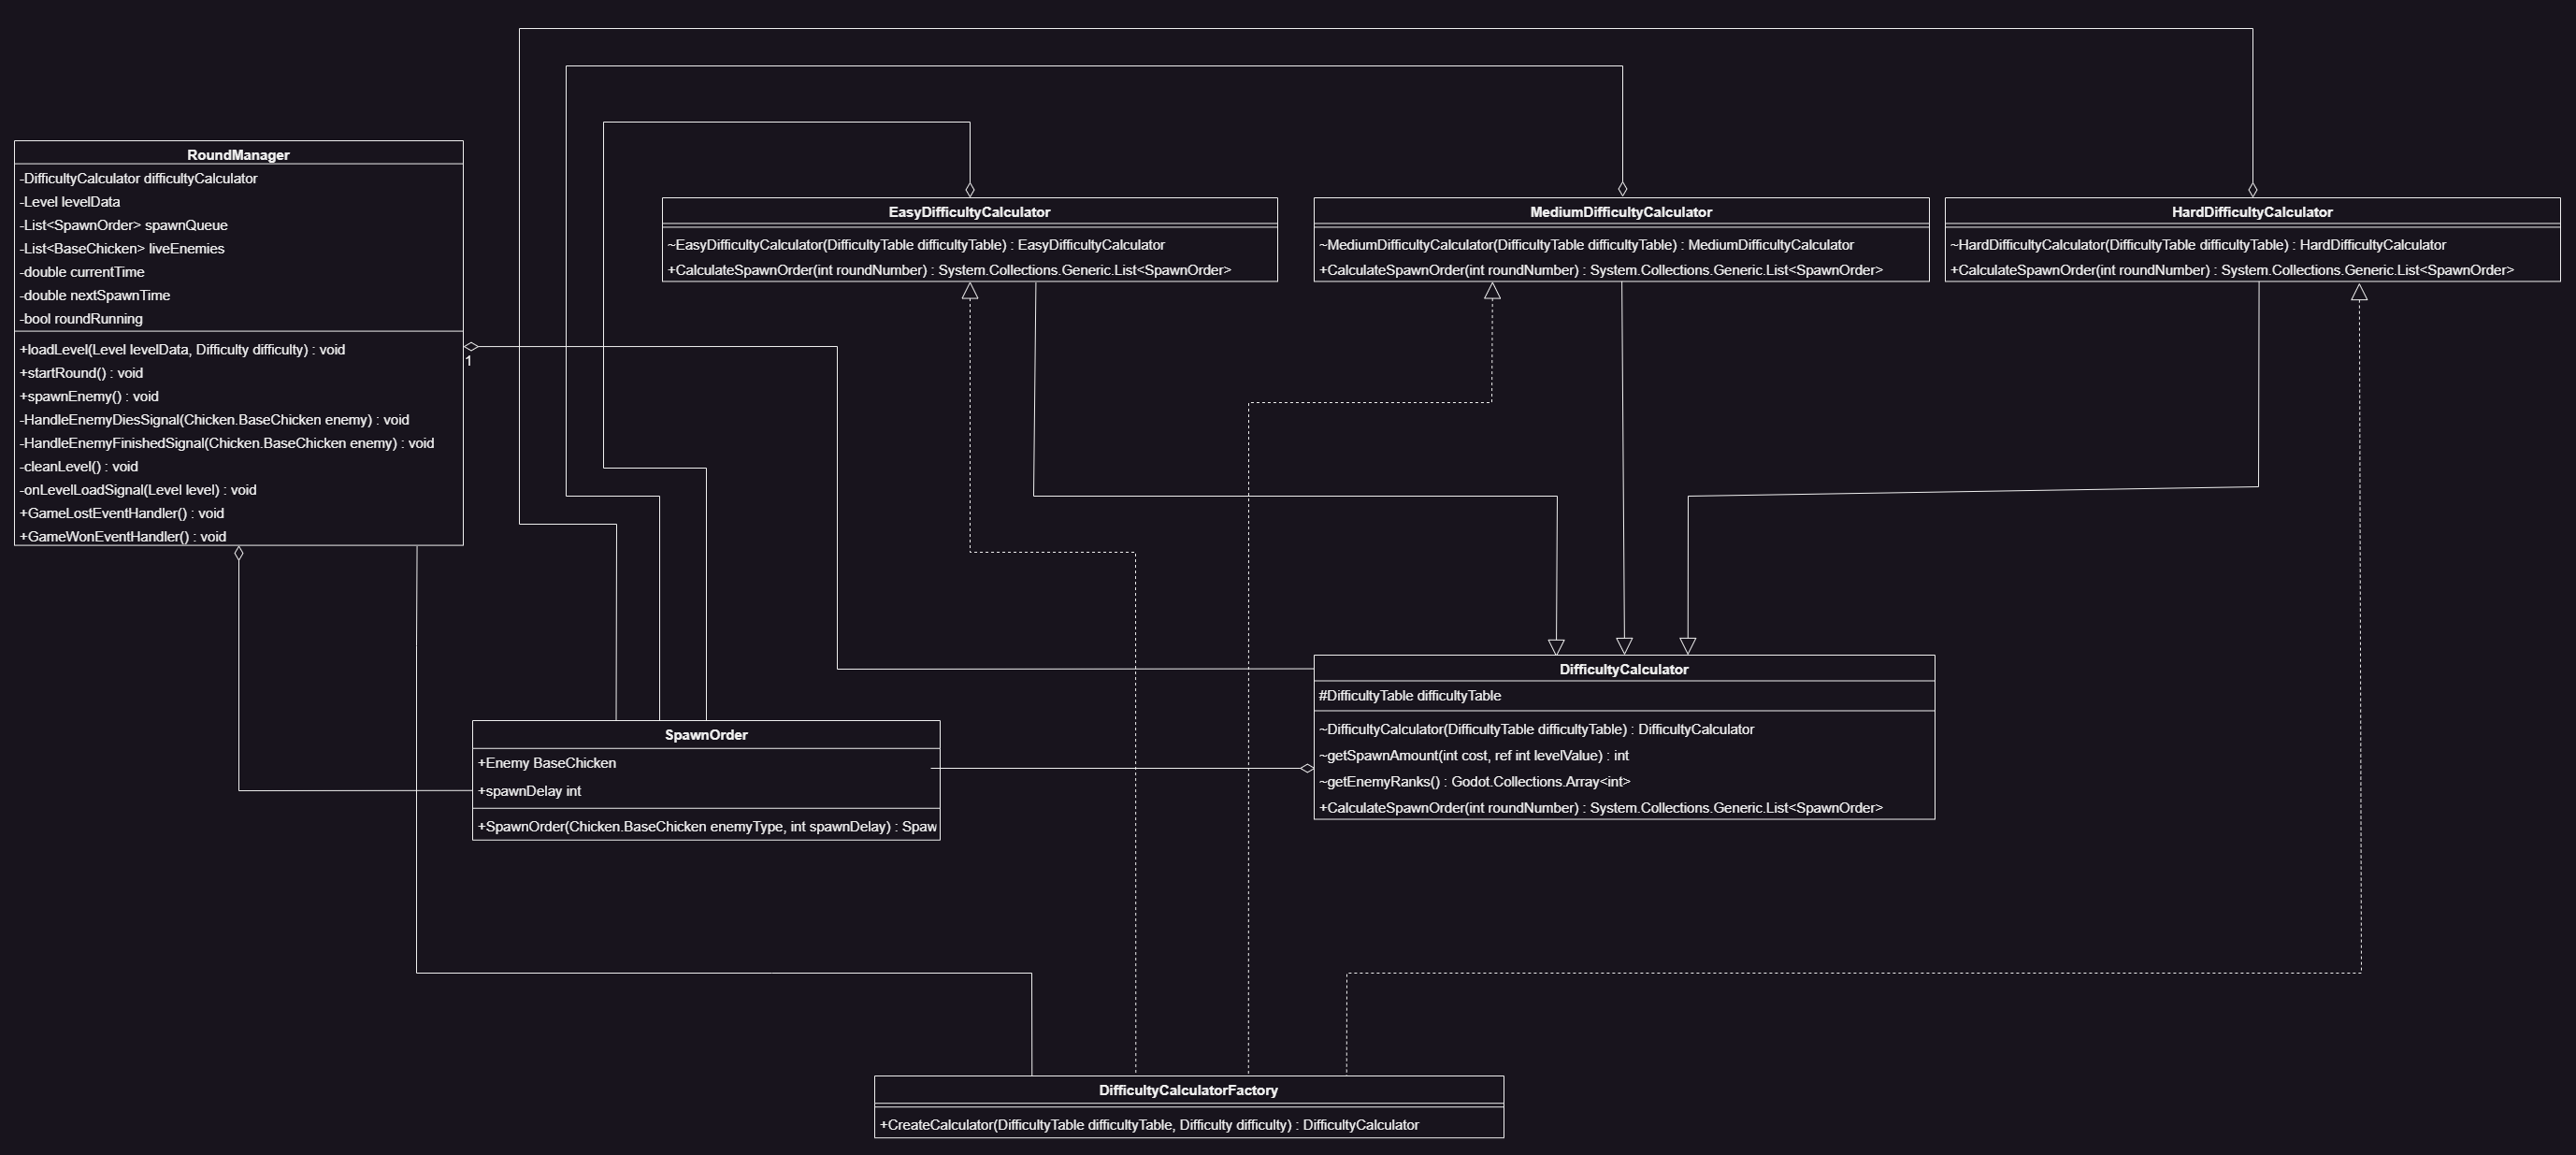 RoundManager
-DifficultyCalculator difficultyCalculator
-Level levelData
-List<SpawnOrder> spawnQueue
-List<BaseChicken> liveEnemies
-double currentTime
-double nextSpawnTime
-bool roundRunning
+loadLevel(Level levelData, Difficulty difficulty) : void
+startRound() : void
+spawnEnemy() : void
-HandleEnemyDiesSignal(Chicken.BaseChicken enemy) : void
-HandleEnemyFinishedSignal(Chicken.BaseChicken enemy) : void
-cleanLevel() : void
-onLevelLoadSignal(Level level) : void
+GameLostEventHandler() : void
+GameWonEventHandler() : void
1
EasyDifficultyCalculator
~EasyDifficultyCalculator(DifficultyTable difficultyTable) : EasyDifficultyCalculator
+CalculateSpawnOrder(int roundNumber) : System.Collections.Generic.List<SpawnOrder>
MediumDifficultyCalculator
~MediumDifficultyCalculator(DifficultyTable difficultyTable) : MediumDifficultyCalculator
+CalculateSpawnOrder(int roundNumber) : System.Collections.Generic.List<SpawnOrder>
HardDifficultyCalculator
~HardDifficultyCalculator(DifficultyTable difficultyTable) : HardDifficultyCalculator
+CalculateSpawnOrder(int roundNumber) : System.Collections.Generic.List<SpawnOrder>
SpawnOrder
+Enemy BaseChicken
+spawnDelay int
+SpawnOrder(Chicken.BaseChicken enemyType, int spawnDelay) : Spaw
DifficultyCalculator
#DifficultyTable difficultyTable
~DifficultyCalculator(DifficultyTable difficultyTable) : DifficultyCalculator
~getSpawnAmount(int cost, ref int levelValue) : int
~getEnemyRanks() : Godot.Collections.Array<int>
+CalculateSpawnOrder(int roundNumber) : System.Collections.Generic.List<SpawnOrder>
DifficultyCalculatorFactory
+CreateCalculator(DifficultyTable difficultyTable, Difficulty difficulty) : DifficultyCalculator